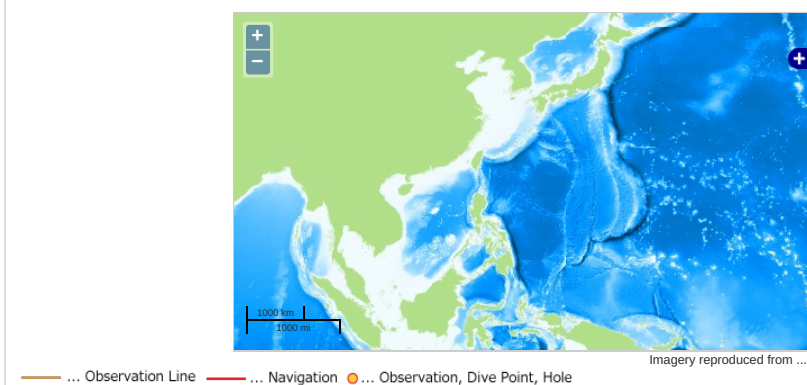 +
−
+
1000 km
1000 mi
Imagery reproduced from ...
... Observation Line ... Navigation ... Observation, Dive Point, Hole